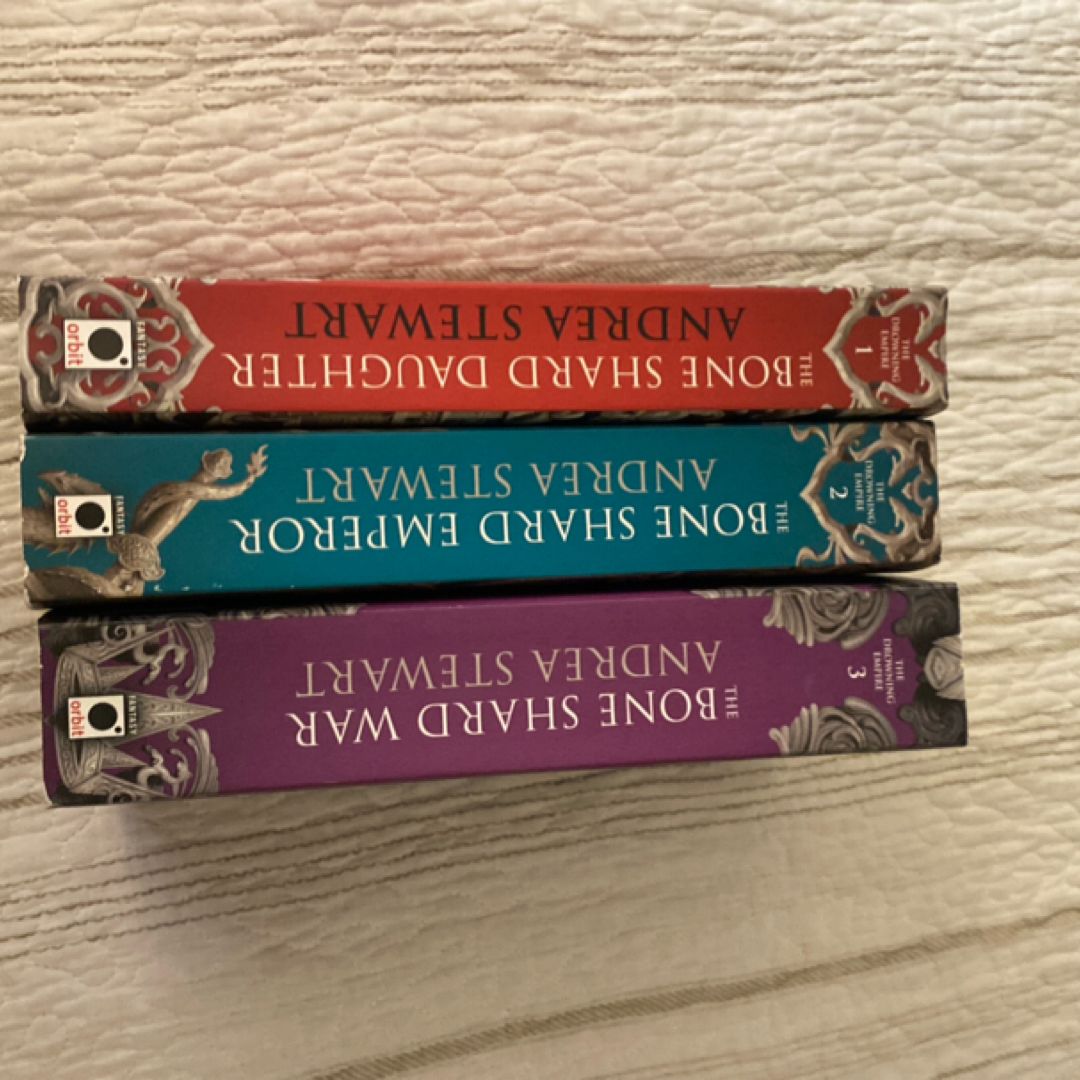 THE
BONE SHARD DAUGHTER
ANDREA STEWART
THE
DROWNING
EMPIRE
1
FANTASY
orbit
THE
BONE SHARD EMPEROR
ANDREA STEWART
THE
DROWNING
EMPIRE
2
FANTASY
orbit
THE
BONE SHARD WAR
ANDREA STEWART
THE
DROWNING
EMPIRE
3
FANTASY
orbit